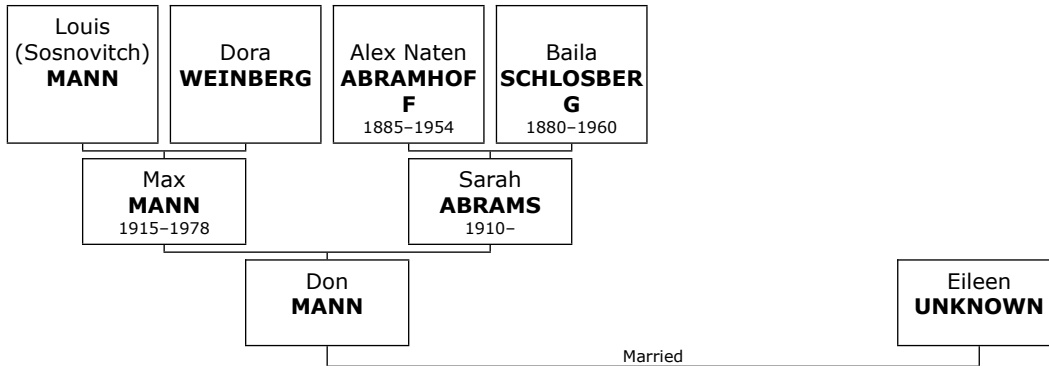 Louis
(Sosnovitch)
MANN
Dora
WEINBERG
Alex Naten
ABRAMHOF
F
1885–1954
Baila
SCHLOSBER
G
1880–1960
Max
MANN
1915–1978
Sarah
ABRAMS
1910–
Don
MANN
Eileen
UNKNOWN
Married